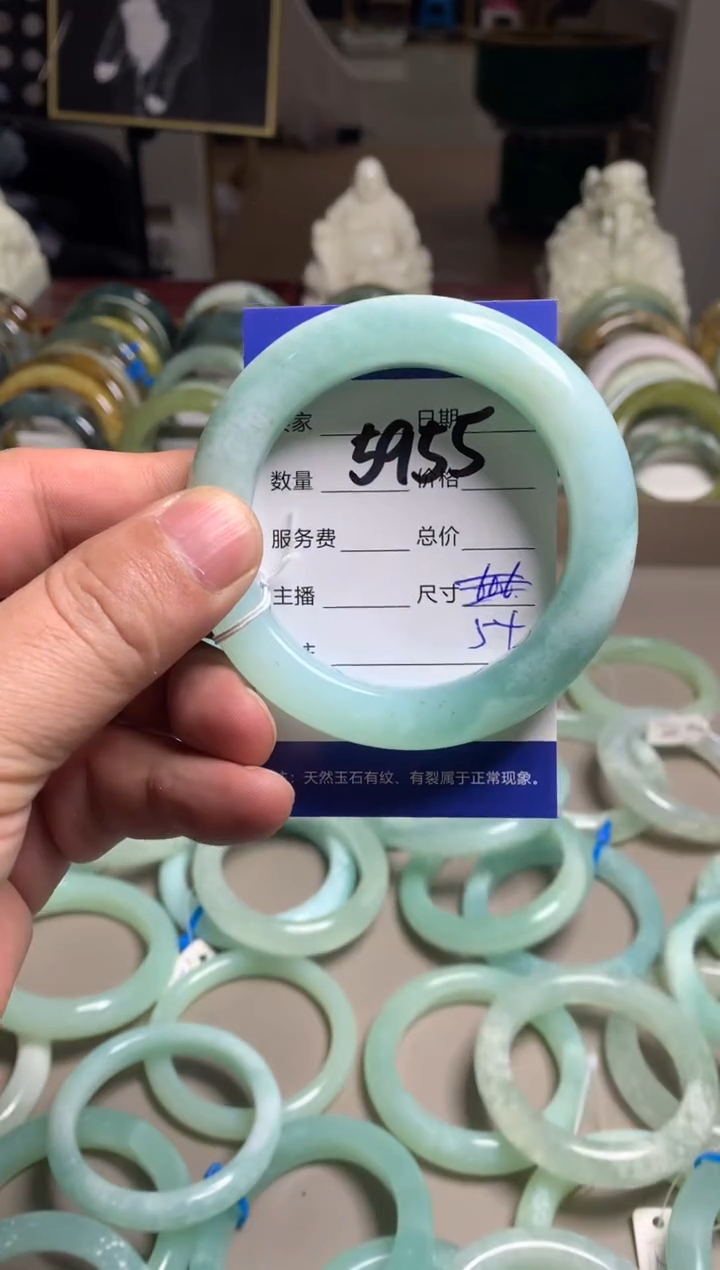 家 日期
5955
数量 价格
服务费 总价
主播 尺寸
54
注：天然玉石有纹、有裂属于正常现象。